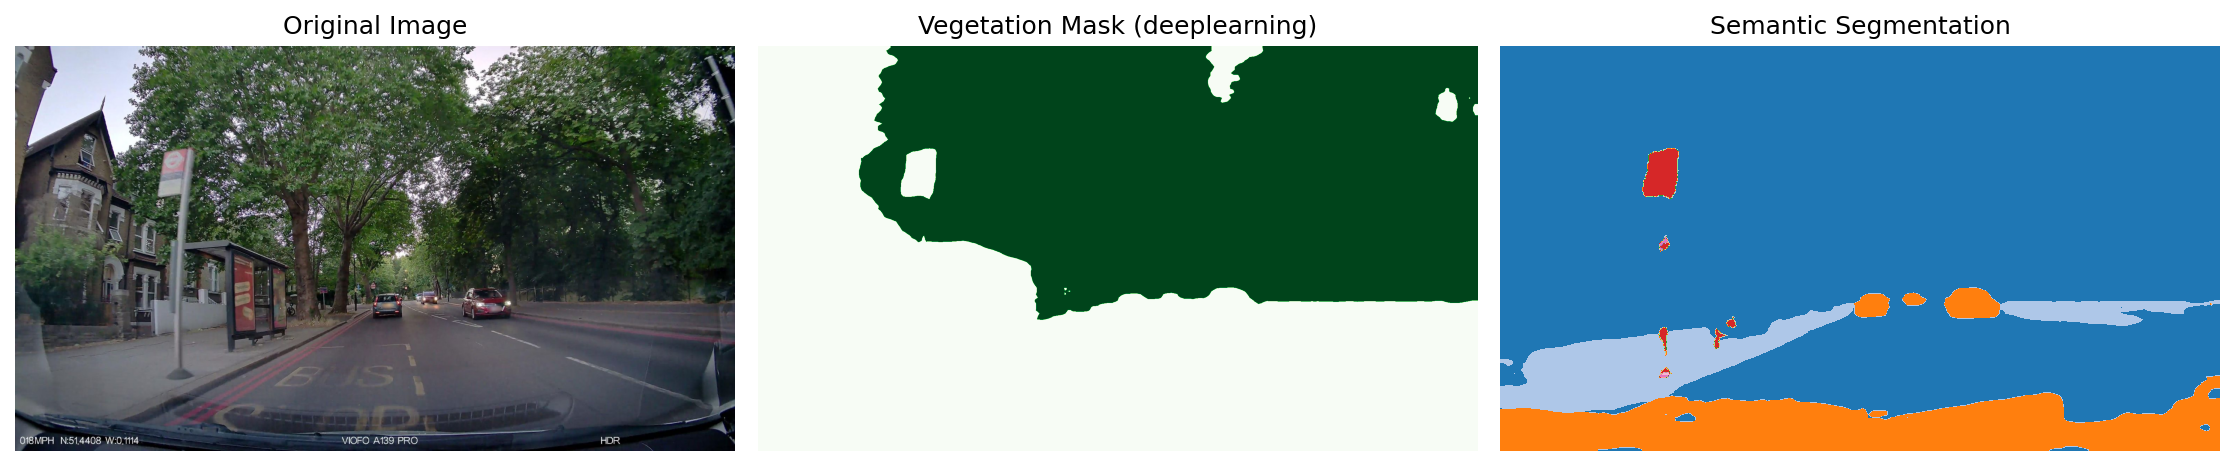 Original Image
Vegetation Mask (deeplearning)
Semantic Segmentation
BUS
018MPH N:51.4408 W:0.1114
VIOFO A139 PRO
HDR